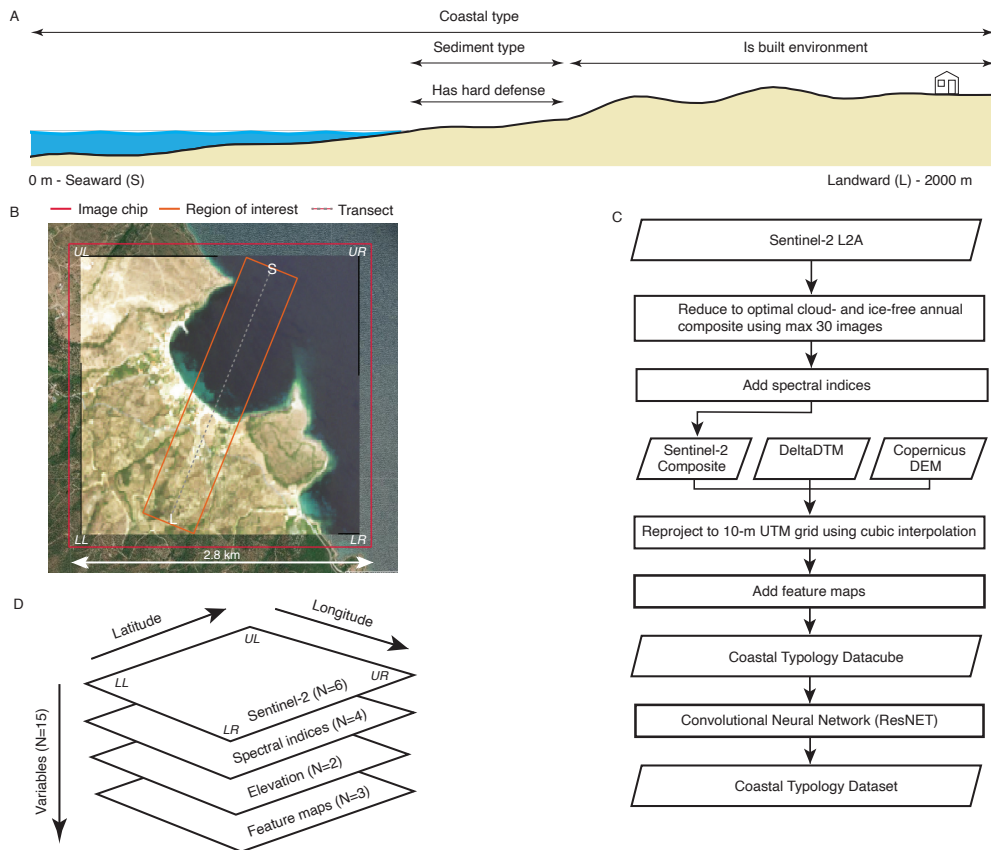 A
Coastal type
Sediment type
Is built environment
Has hard defense
0 m - Seaward (S)
Landward (L) - 2000 m
B
Image chip
Region of interest
Transect
UL
UR
S
L
LL
LR
2.8 km
C
Sentinel-2 L2A
Reduce to optimal cloud- and ice-free annual
composite using max 30 images
Add spectral indices
Sentinel-2
Composite
DeltaDTM
Copernicus
DEM
Reproject to 10-m UTM grid using cubic interpolation
Add feature maps
Coastal Typology Datacube
Convolutional Neural Network (ResNET)
Coastal Typology Dataset
D
Latitude
Longitude
UL
LL
UR
LR
Sentinel-2 (N=6)
Spectral indices (N=4)
Elevation (N=2)
Feature maps (N=3)
Variables (N=15)